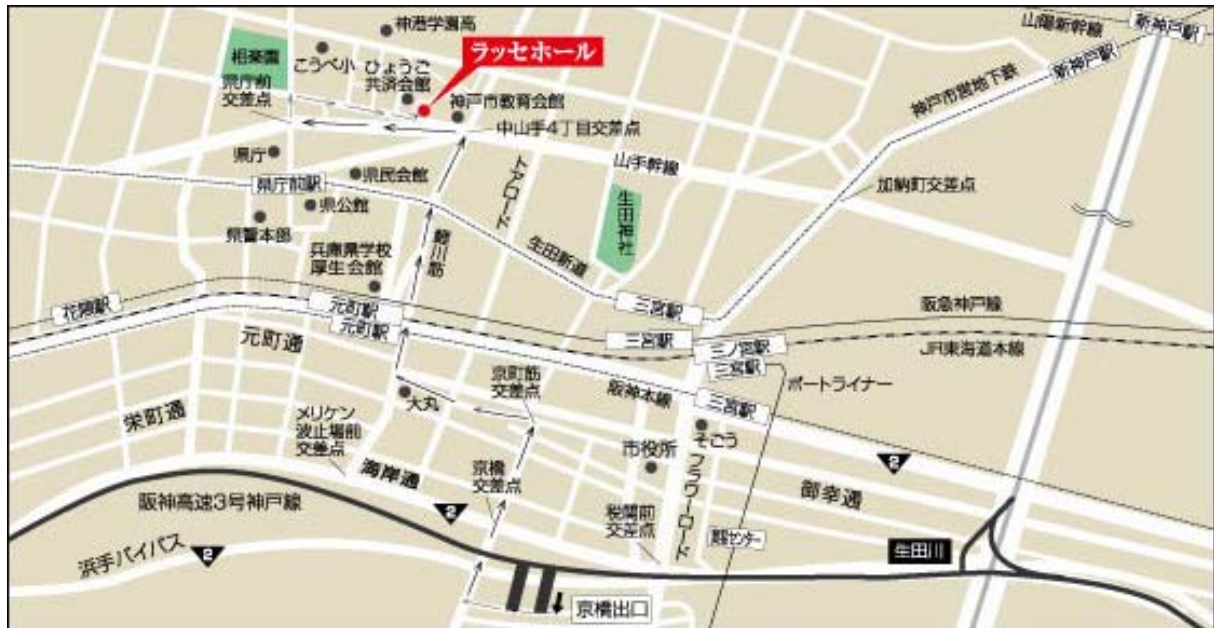 神港学園高
ラッセホール
山陽新幹線
新神戸駅
相楽園
こうべ小
ひょうご
共済会館
新神戸駅
県庁前
交差点
神戸市教育会館
神戸市営地下鉄
中山手4丁目交差点
県庁
山手幹線
県民会館
県庁前駅
トアロード
加納町交差点
県公館
生田神社
県警本部
鯉川筋
生田新道
兵庫県学校
厚生会館
花隈駅
元町駅
三宮駅
阪急神戸線
元町駅
元町通
三宮駅
三ノ宮駅
JR東海道本線
三宮駅
京町筋
交差点
阪神本線
ポートライナー
大丸
三宮駅
栄町通
メリケン
波止場前
交差点
そごう
市役所
海岸通
京橋
交差点
フラワーロード
2
御幸通
阪神高速3号神戸線
2
税関前
交差点
浜手バイパス
2
生田川
京橋出口